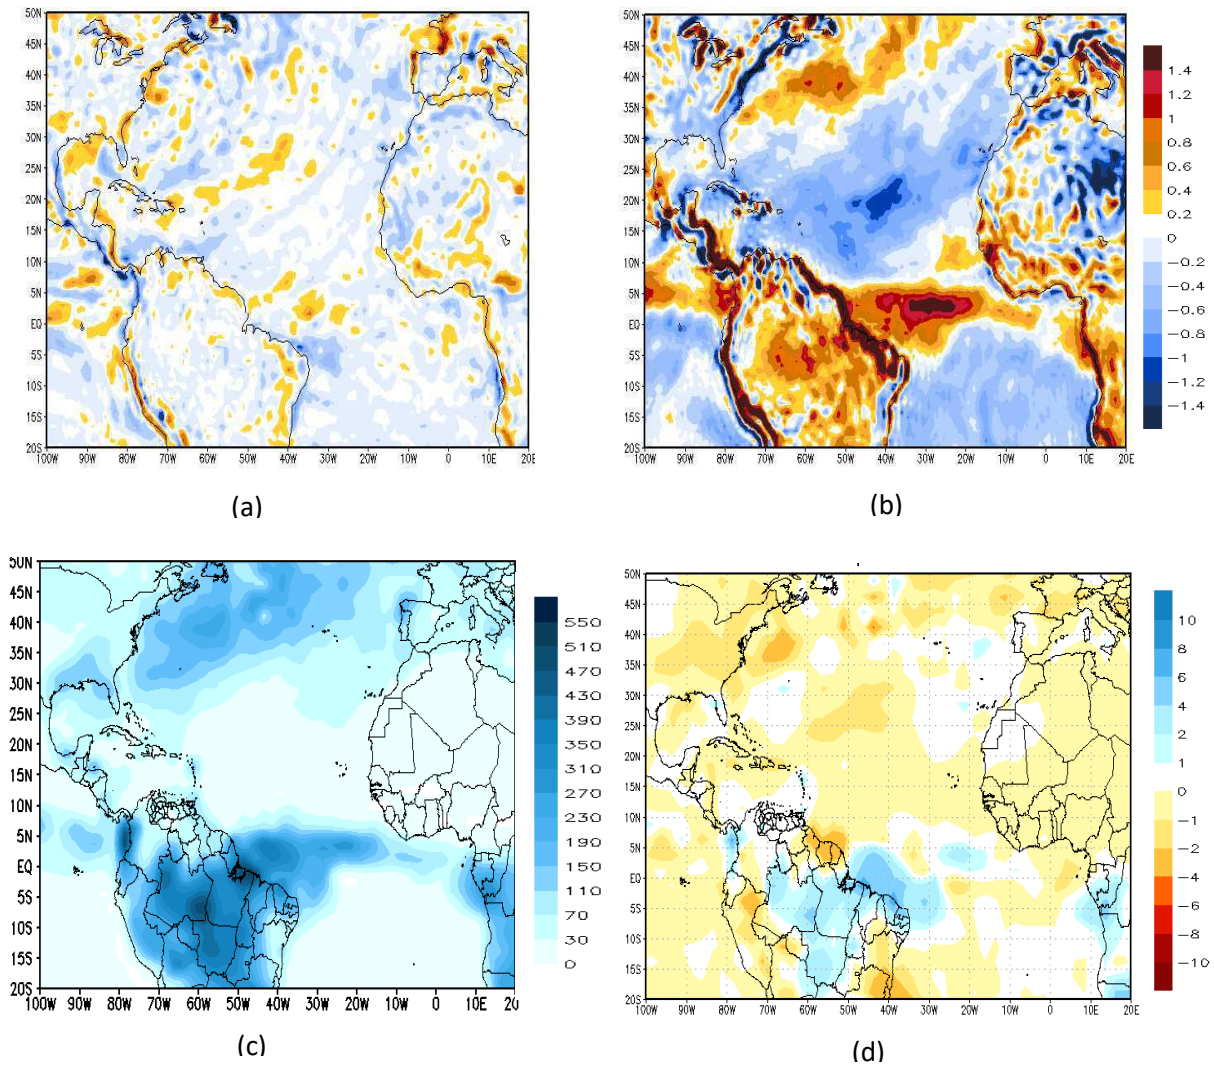 50N
45N
40N
35N
30N
25N
20N
15N
10N
5N
EQ
5S
10S
15S
20S
100W 90W 80W 70W 60W 50W 40W 30W 20W 10W 0 10E 20E
(a)
50N
45N
40N
35N
30N
25N
20N
15N
10N
5N
EQ
5S
10S
15S
20S
100W 90W 80W 70W 60W 50W 40W 30W 20W 10W 0 10E 20E
1.4
1.2
1
0.8
0.6
0.4
0.2
0
−0.2
−0.4
−0.6
−0.8
−1
−1.2
−1.4
(b)
50N
45N
40N
35N
30N
25N
20N
15N
10N
5N
EQ
5S
10S
15S
20S
100W 90W 80W 70W 60W 50W 40W 30W 20W 10W 0 10E 20
550
510
470
430
390
350
310
270
230
190
150
110
70
30
0
(c)
50N
45N
40N
35N
30N
25N
20N
15N
10N
5N
EQ
5S
10S
15S
20S
100W 90W 80W 70W 60W 50W 40W 30W 20W 10W 0 10E 20E
10
8
6
4
2
1
0
−1
−2
−4
−6
−8
−10
(d)